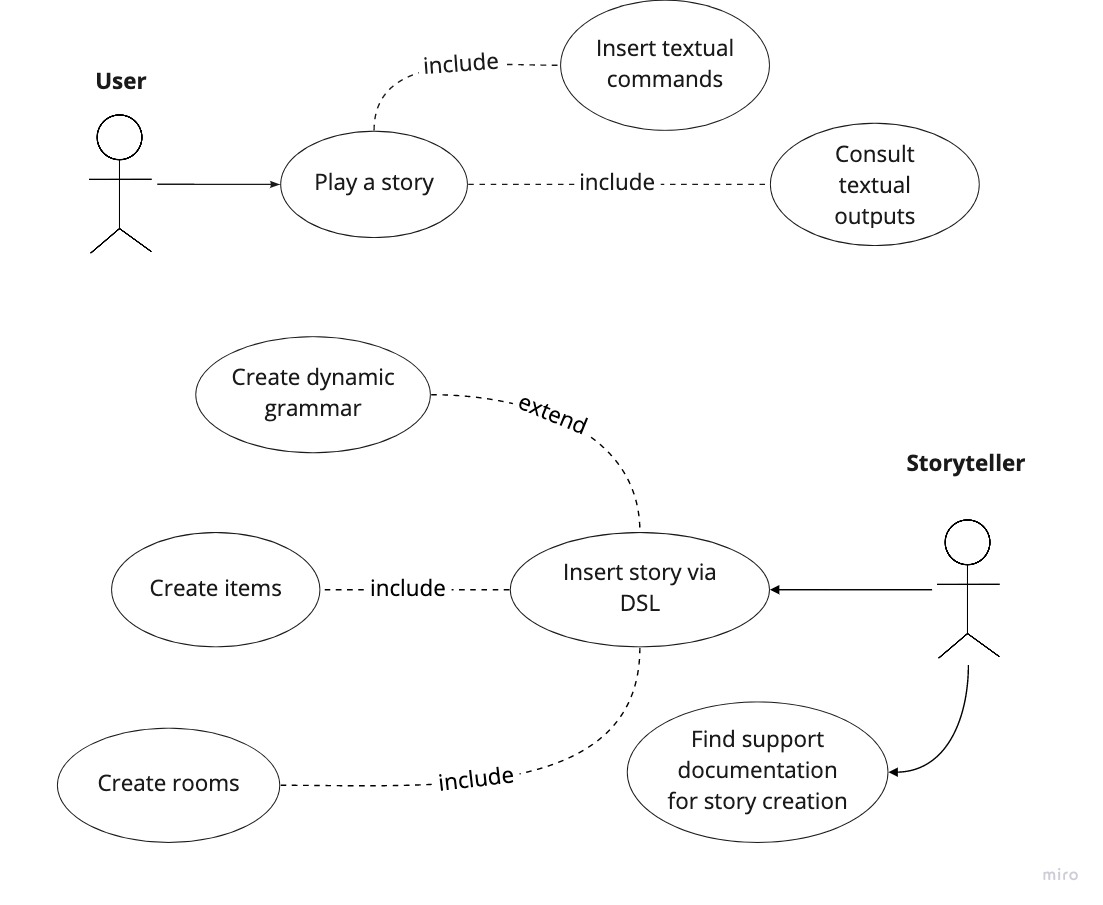 User
include
Insert textual
commands
Play a story
include
Consult
textual
outputs
Create dynamic
grammar
extend
Storyteller
Create items
include
Insert story via
DSL
Create rooms
include
Find support
documentation
for story creation
miro